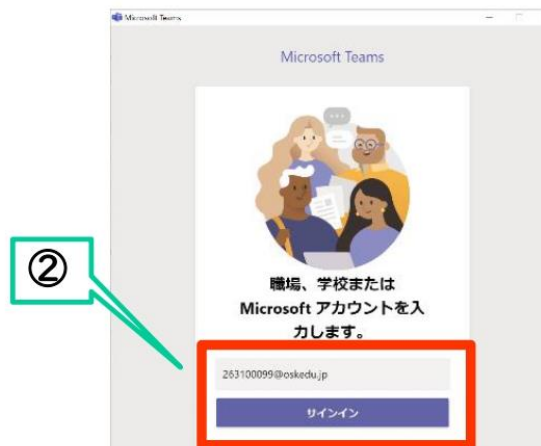 Microsoft Teams
Microsoft Teams
職場、学校または
Microsoft アカウントを入
力します。
②
263100099@oskedu.jp
サインイン